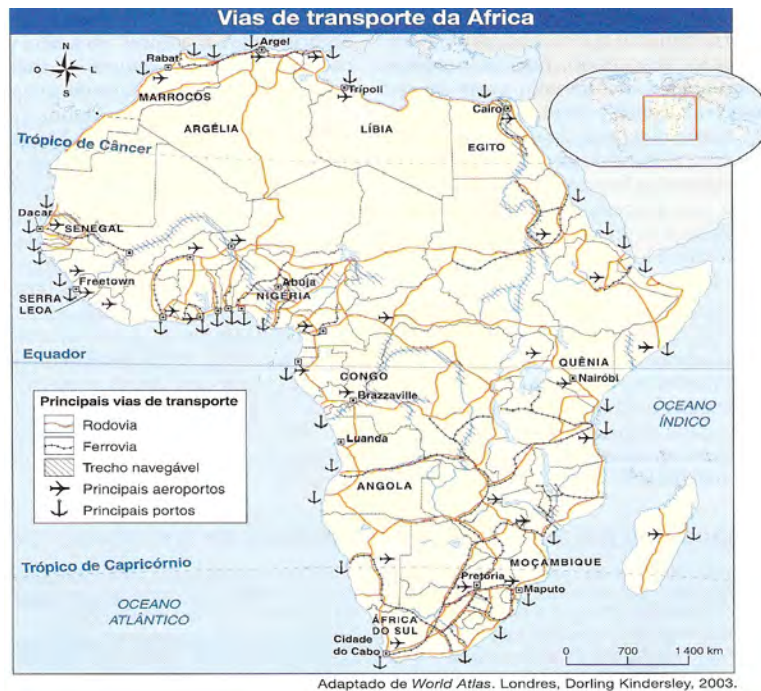 Vias de transporte da África
N
O
L
S
Argel
Rabat
MARROCOS
Trípoli
Cairo
ARGÉLIA
LÍBIA
EGITO
Trópico de Câncer
Dacar
SENEGAL
Freetown
SERRA
LEOA
Abuja
NIGÉRIA
Equador
CONGO
Brazzaville
QUÊNIA
Nairóbi
OCEANO
ÍNDICO
Luanda
ANGOLA
Principais vias de transporte
Rodovia
Ferrovia
Trecho navegável
Principais aeroportos
Principais portos
Trópico de Capricórnio
MOÇAMBIQUE
Pretória
Maputo
OCEANO
ATLÂNTICO
ÁFRICA
DO SUL
Cidade
do Cabo
0 700 1 400 km
Adaptado de World Atlas. Londres, Dorling Kindersley, 2003.